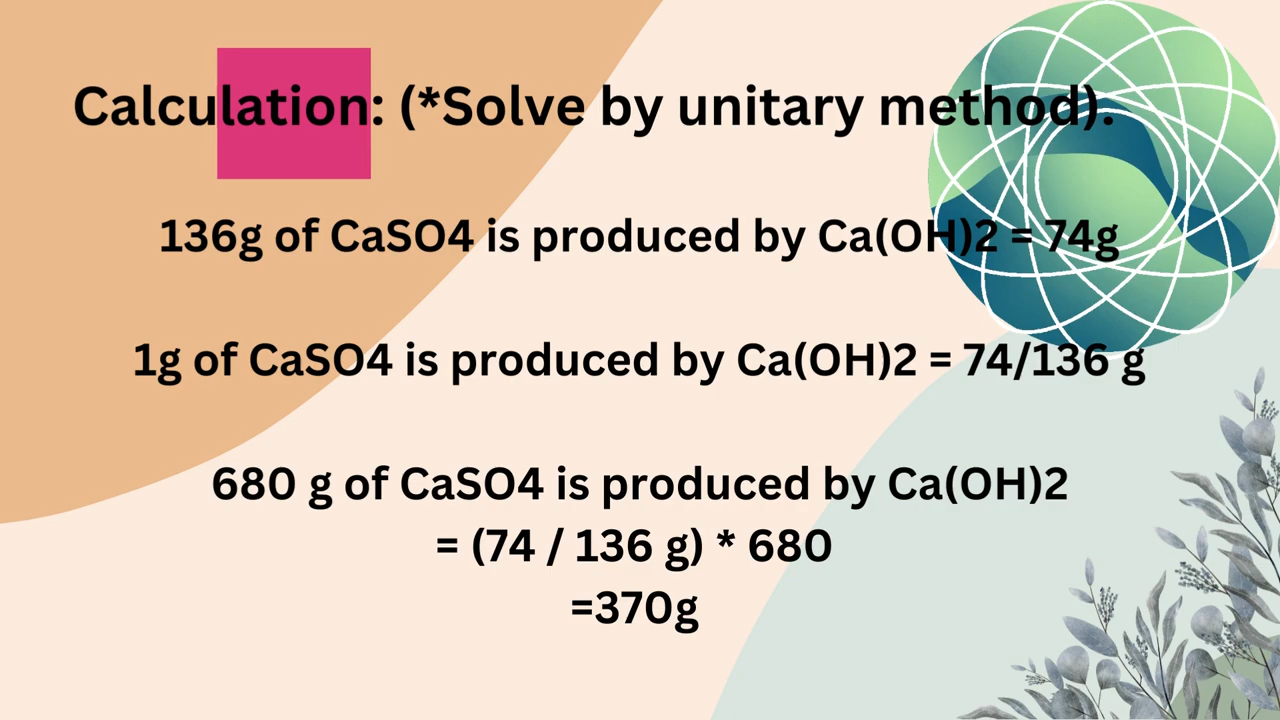 Calculation: (*Solve by unitary method).
136g of CaSO4 is produced by Ca(OH)2 = 74g
1g of CaSO4 is produced by Ca(OH)2 = 74/136 g
680 g of CaSO4 is produced by Ca(OH)2
= (74 / 136 g) * 680
=370g